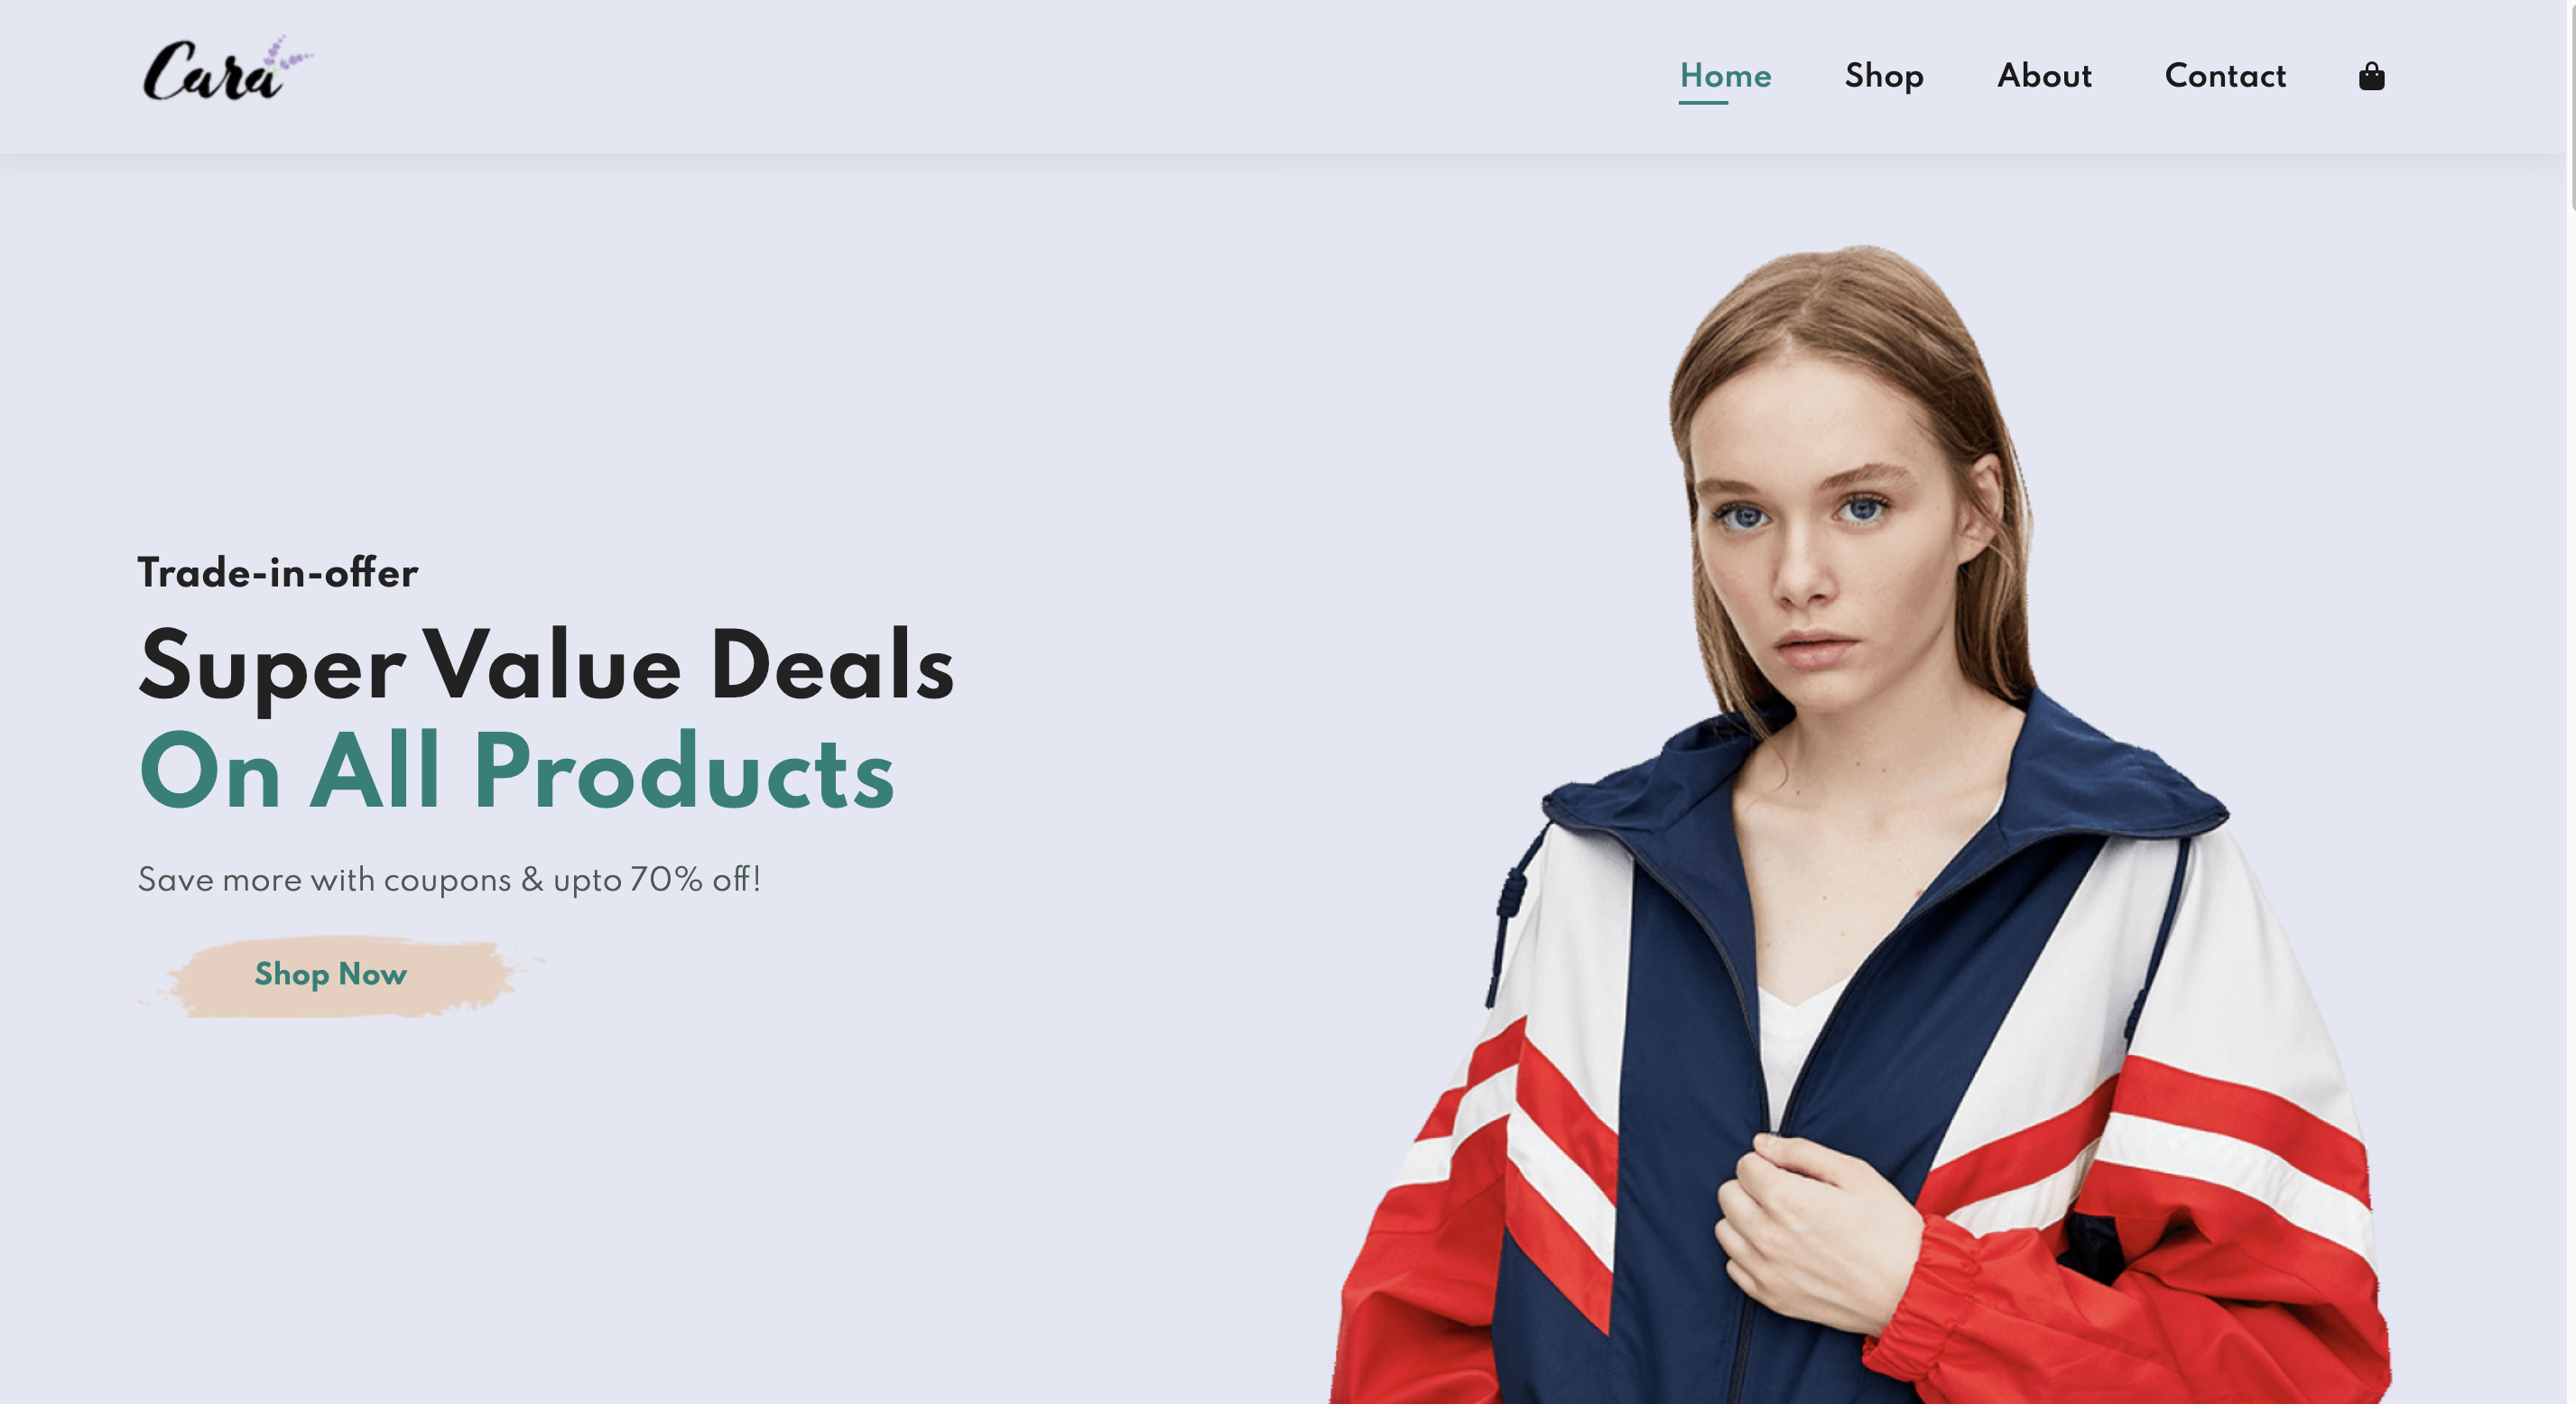 Cara
Home Shop About Contact
Trade-in-offer
Super Value Deals
On All Products
Save more with coupons & upto 70% off!
Shop Now